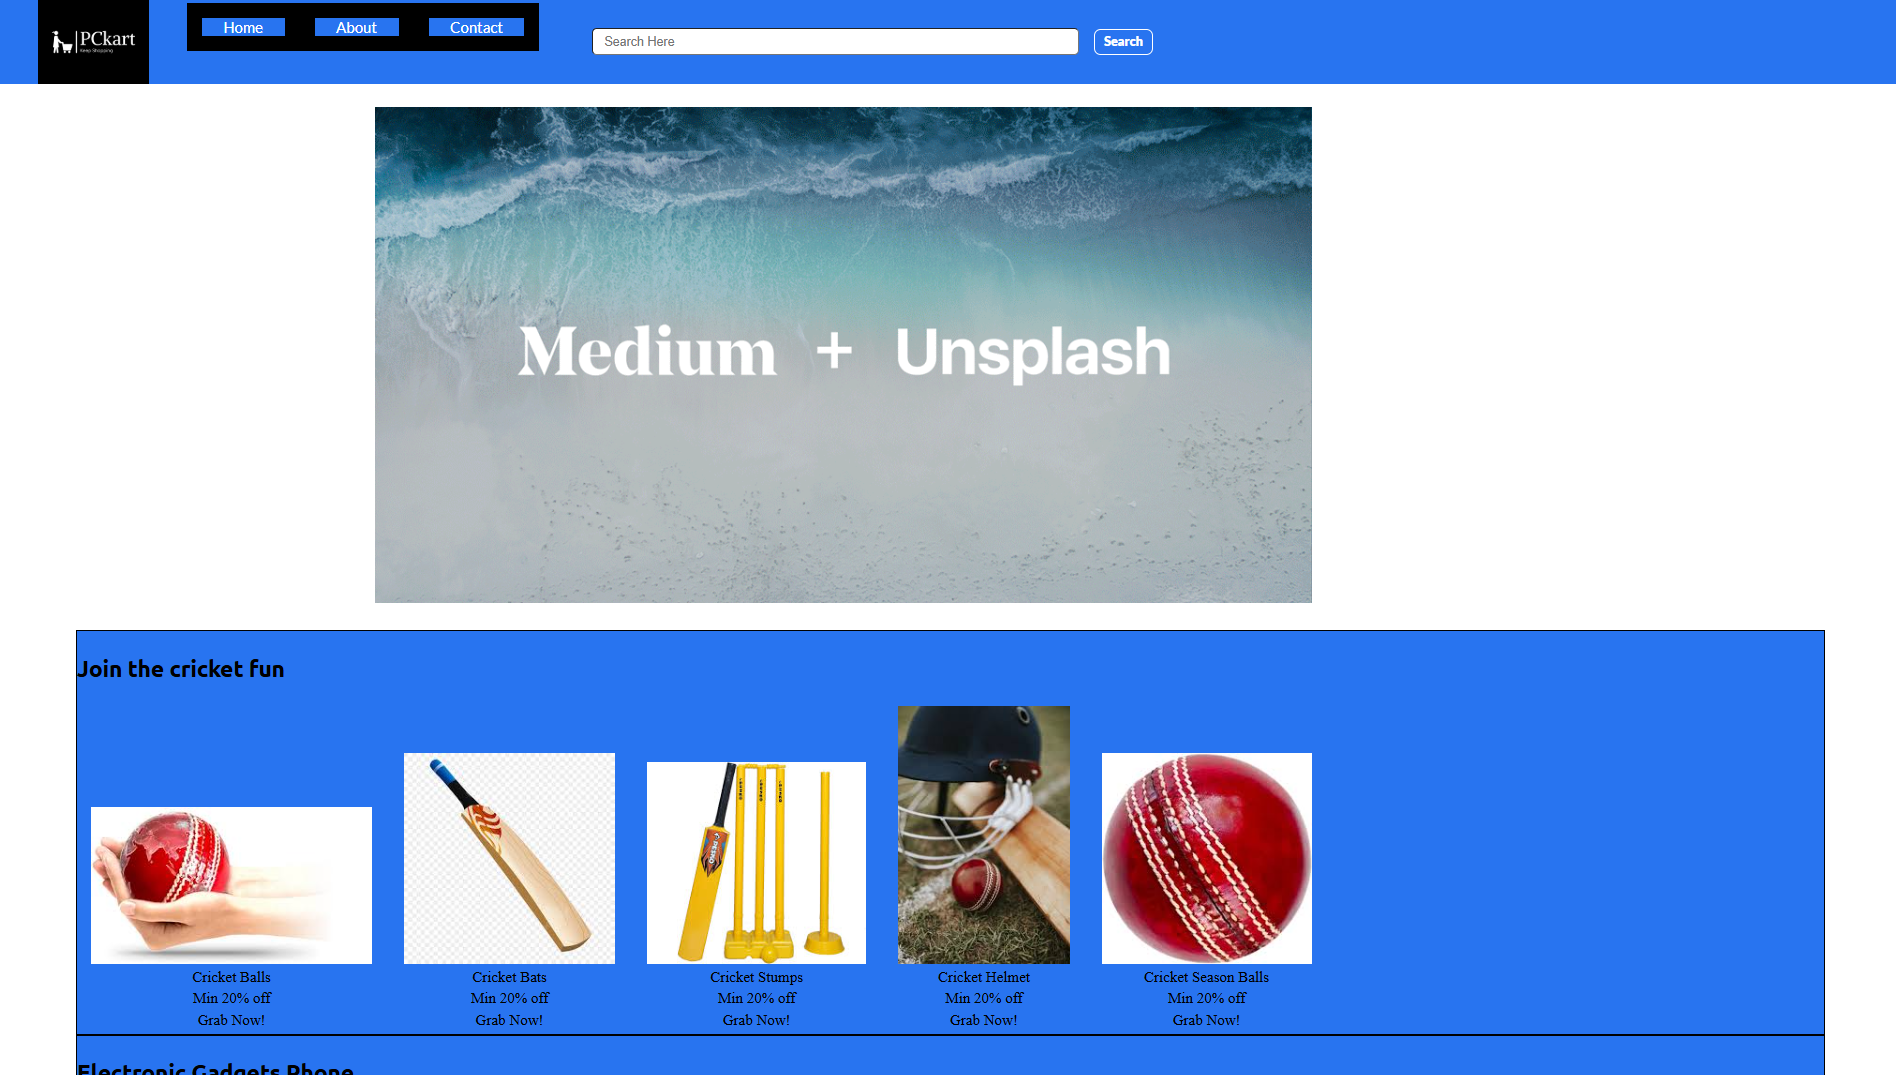 PCkart
Keep Shopping
Home
About
Contact
Search Here
Search
Medium + Unsplash
Join the cricket fun
Cricket Balls
Min 20% off
Grab Now!
Cricket Bats
Min 20% off
Grab Now!
Cricket Stumps
Min 20% off
Grab Now!
Cricket Helmet
Min 20% off
Grab Now!
Cricket Season Balls
Min 20% off
Grab Now!
Electronic Gadgets Phone